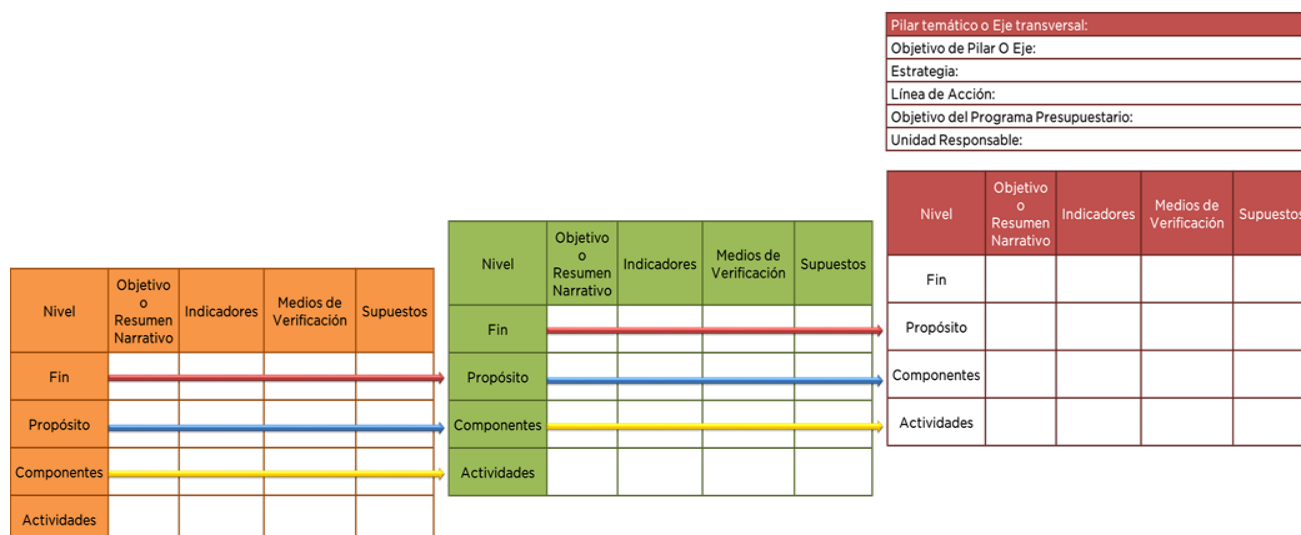 Pilar temático o Eje transversal:
Objetivo de Pilar O Eje:
Estrategia:
Línea de Acción:
Objetivo del Programa Presupuestario:
Unidad Responsable:
Nivel
Objetivo
o
Resumen
Narrativo
Indicadores
Medios de
Verificación
Supuestos
Fin
Propósito
Componentes
Actividades
Nivel
Objetivo
o
Resumen
Narrativo
Indicadores
Medios de
Verificación
Supuestos
Fin
Propósito
Componentes
Actividades
Nivel
Objetivo
o
Resumen
Narrativo
Indicadores
Medios de
Verificación
Supuestos
Fin
Propósito
Componentes
Actividades